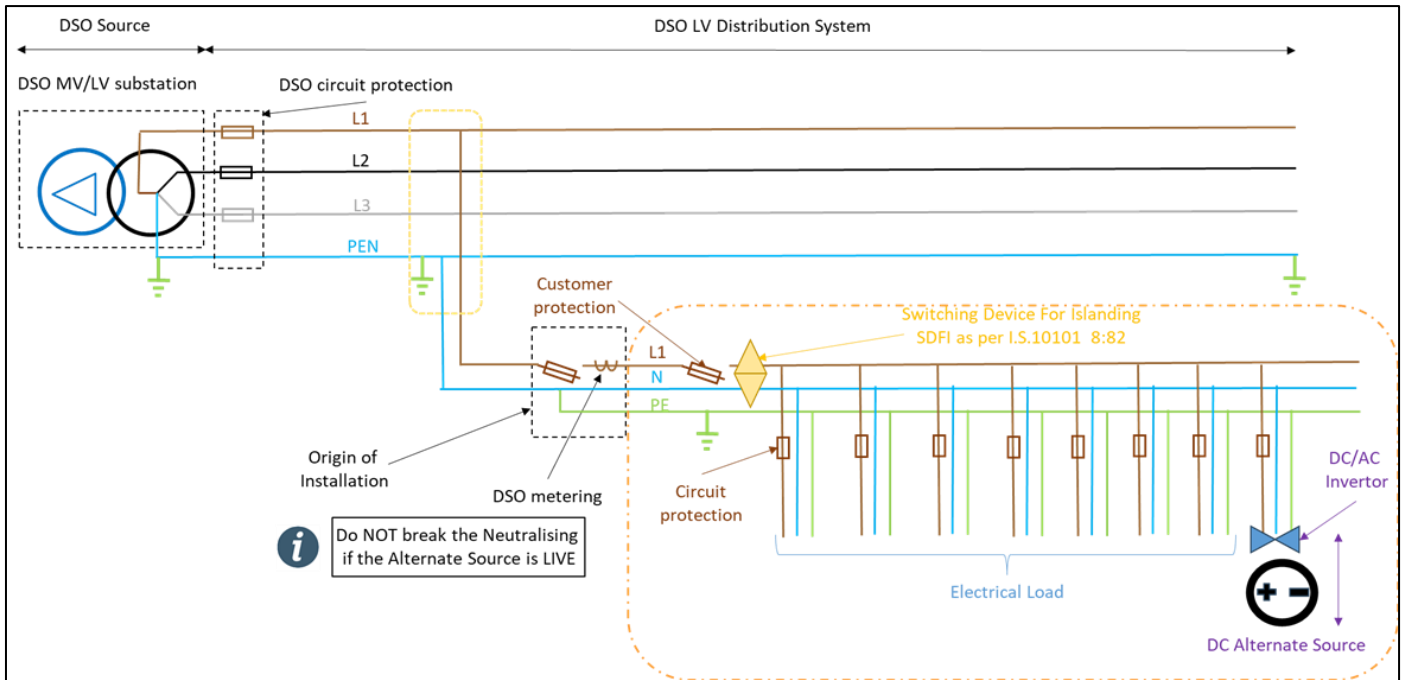 DSO Source
DSO LV Distribution System
DSO MV/LV substation
DSO circuit protection
L1
L2
L3
PEN
Customer
protection
Switching Device For Islanding
SDFI as per I.S.10101 8:82
L1
N
PE
Origin of
Installation
DSO metering
Circuit
protection
DC/AC
Invertor
i
Do NOT break the Neutralising
if the Alternate Source is LIVE
Electrical Load
DC Alternate Source